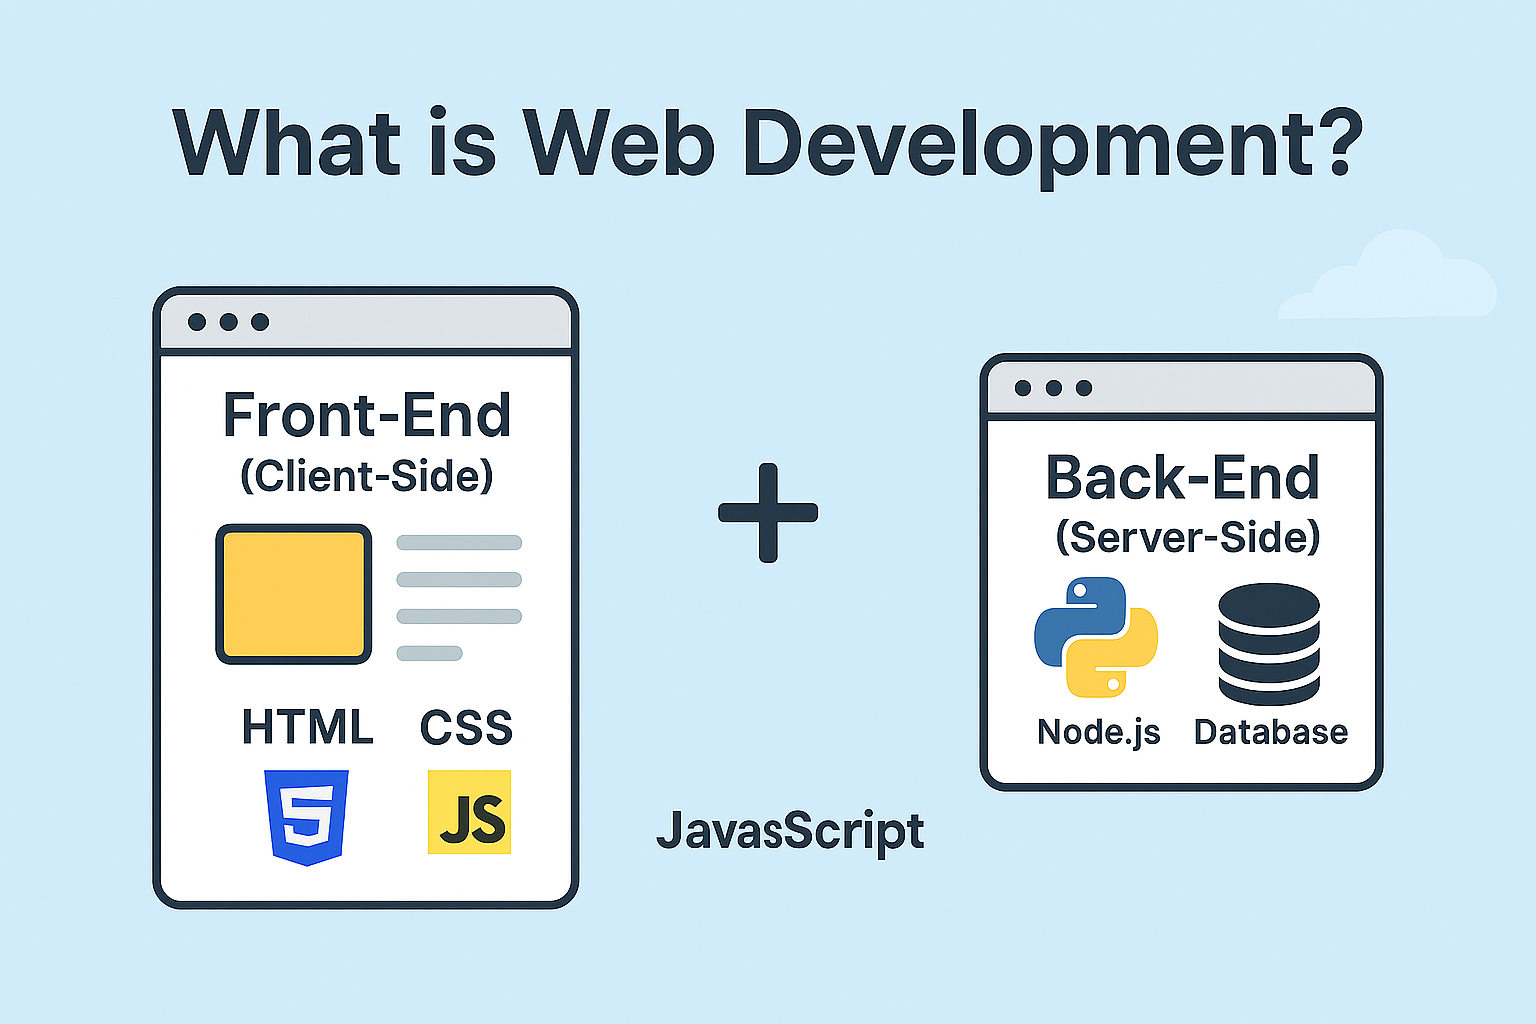 What is Web Development?
Front-End
(Client-Side)
HTML CSS
5 JS
JavasScript
Back-End
(Server-Side)
Node.js Database